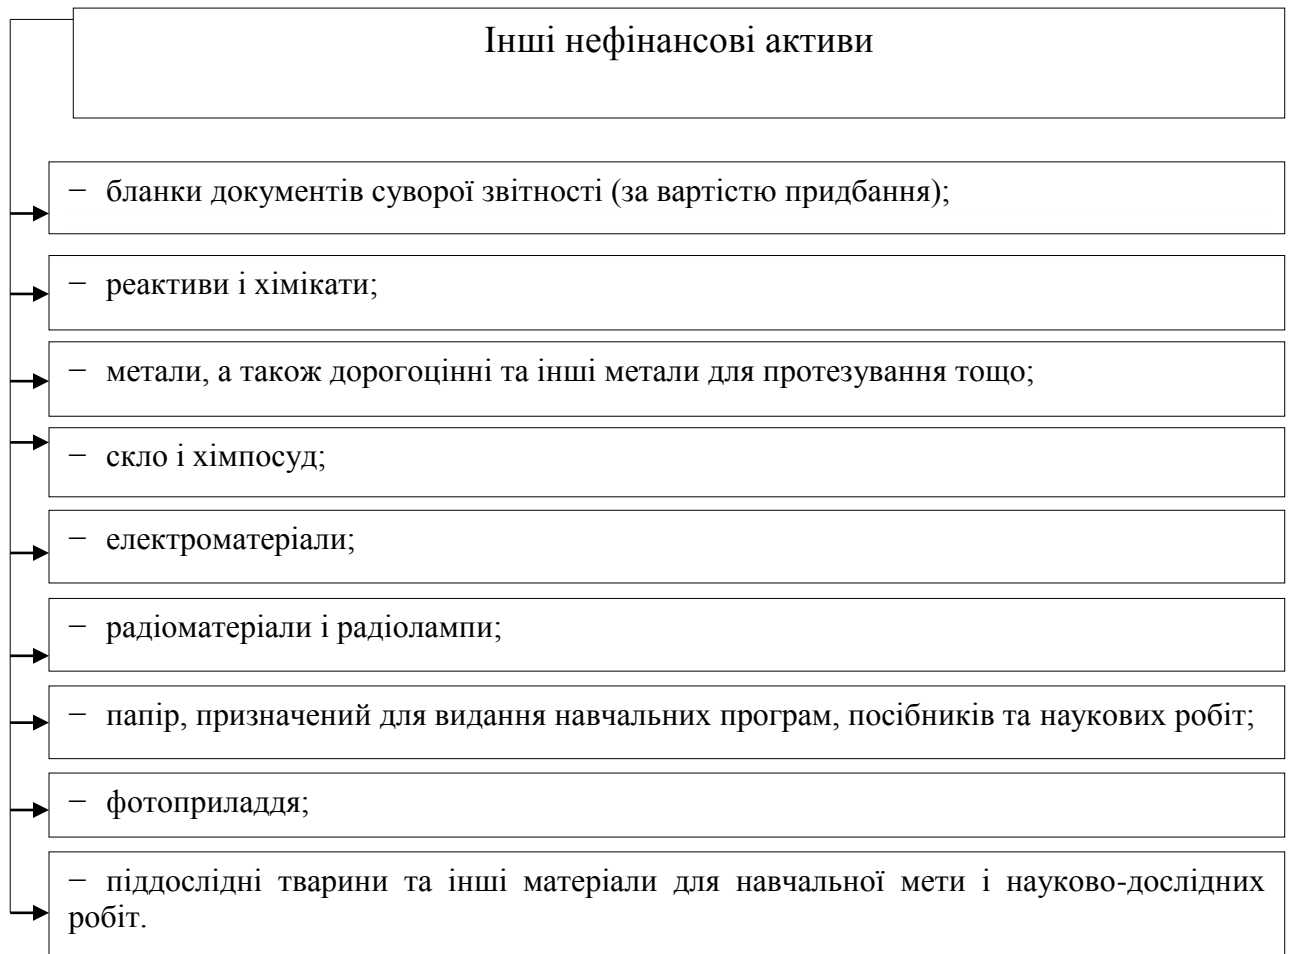 Інші нефінансові активи
− бланки документів суворої звітності (за вартістю придбання);
− реактиви і хімікати;
− метали, а також дорогоцінні та інші метали для протезування тощо;
− скло і хімпосуд;
− електроматеріали;
− радіоматеріали і радіолампи;
− папір, призначений для видання навчальних програм, посібників та наукових робіт;
− фотоприладдя;
− піддослідні тварини та інші матеріали для навчальної мети і науково-дослідних
робіт.